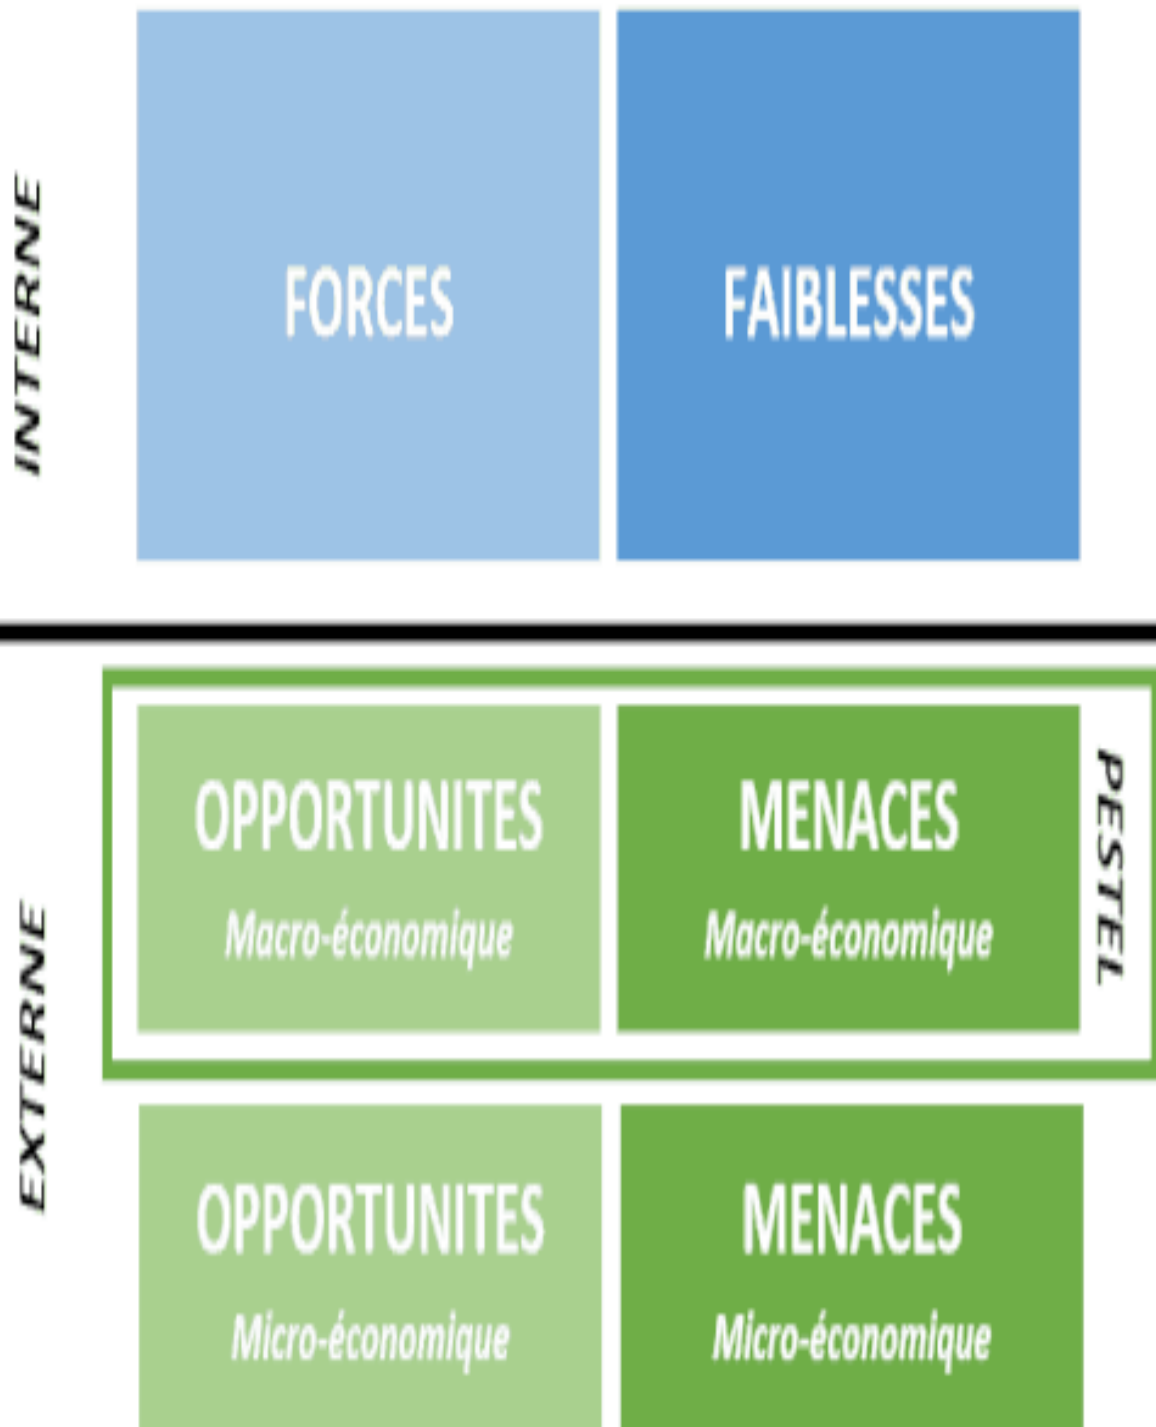 INTERNE
FORCES
FAIBLESSES
EXTERNE
OPPORTUNITES
Macro-économique
MENACES
Macro-économique
PESTEL
OPPORTUNITES
Micro-économique
MENACES
Micro-économique